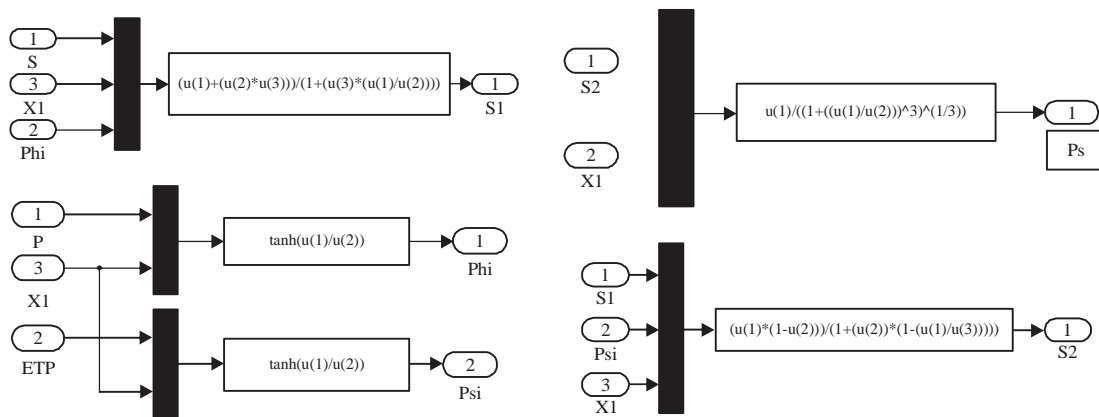 1
S
3
X1
2
Phi
(u(1)+(u(2)*u(3)))/(1+(u(3)*(u(1)/u(2))))
1
S1
1
S2
2
X1
u(1)/((1+((u(1)/u(2)))^3)^(1/3))
1
Ps
1
P
3
X1
2
ETP
tanh(u(1)/u(2))
1
Phi
tanh(u(1)/u(2))
2
Psi
1
S1
2
Psi
3
X1
(u(1)*(1-u(2)))/(1+(u(2))*(1-(u(1)/u(3)))))
1
S2